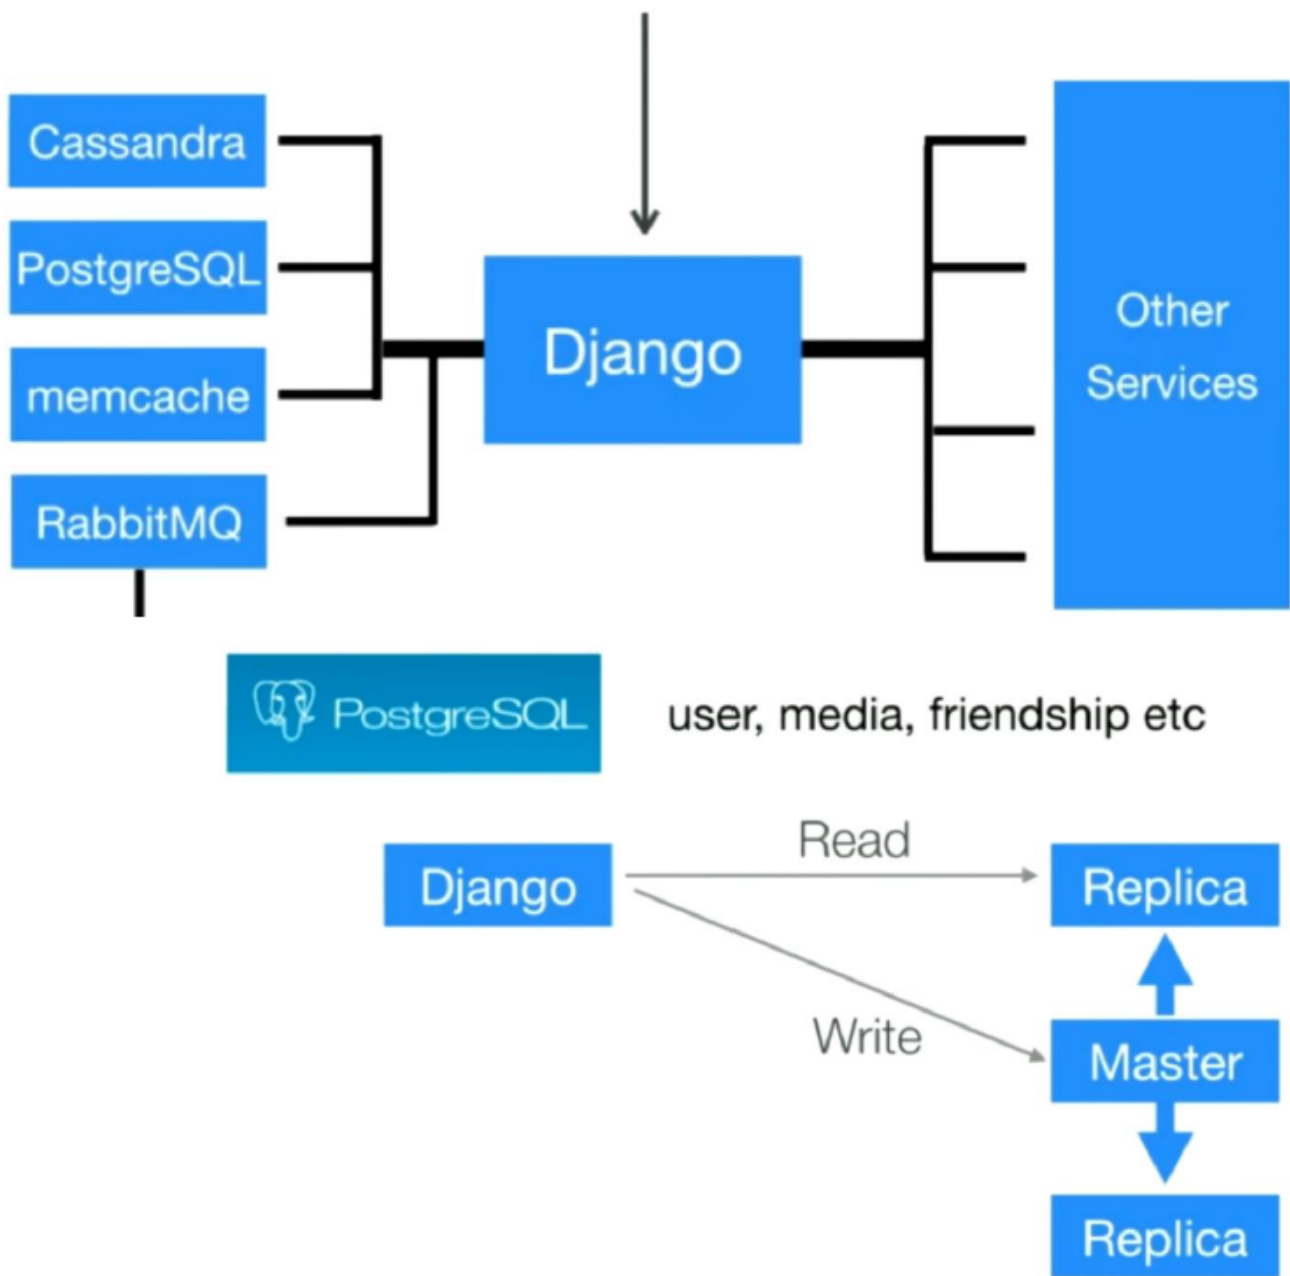 Cassandra
PostgreSQL
memcache
RabbitMQ
Django
Other
Services
PostgreSQL
user, media, friendship etc
Django
Read
Write
Replica
Master
Replica